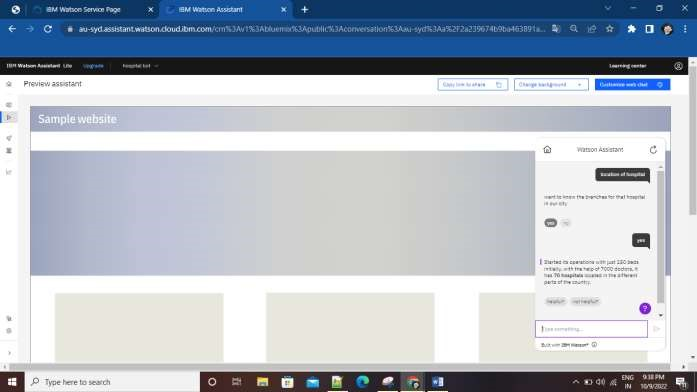 IBM Watson Service Page
IBM Watson Assistant
au-syd.assistant.watson.cloud.ibm.com/crn%3Av1%3Abluemix%3Apublic%3Aconversation%3Aau-syd%3Aa%2F2a239674b9ba463891a...
IBM Watson Assistant Lite
Upgrade
hospital bot
Learning center
Preview assistant
Copy link to share
Change background
Customize web chat
Sample website
Watson Assistant
location of hospital
want to know the branches for that hospital
in our city
yes
no
yes
Started its operations with just 250 beds
initially, with the help of 7000 doctors, it
has 70 hospitals located in the different
parts of the country.
helpful*
not helpful*
?
Type something...
Built with IBM Watson®
Type here to search
ENG
IN
9:38 PM
10/9/2022